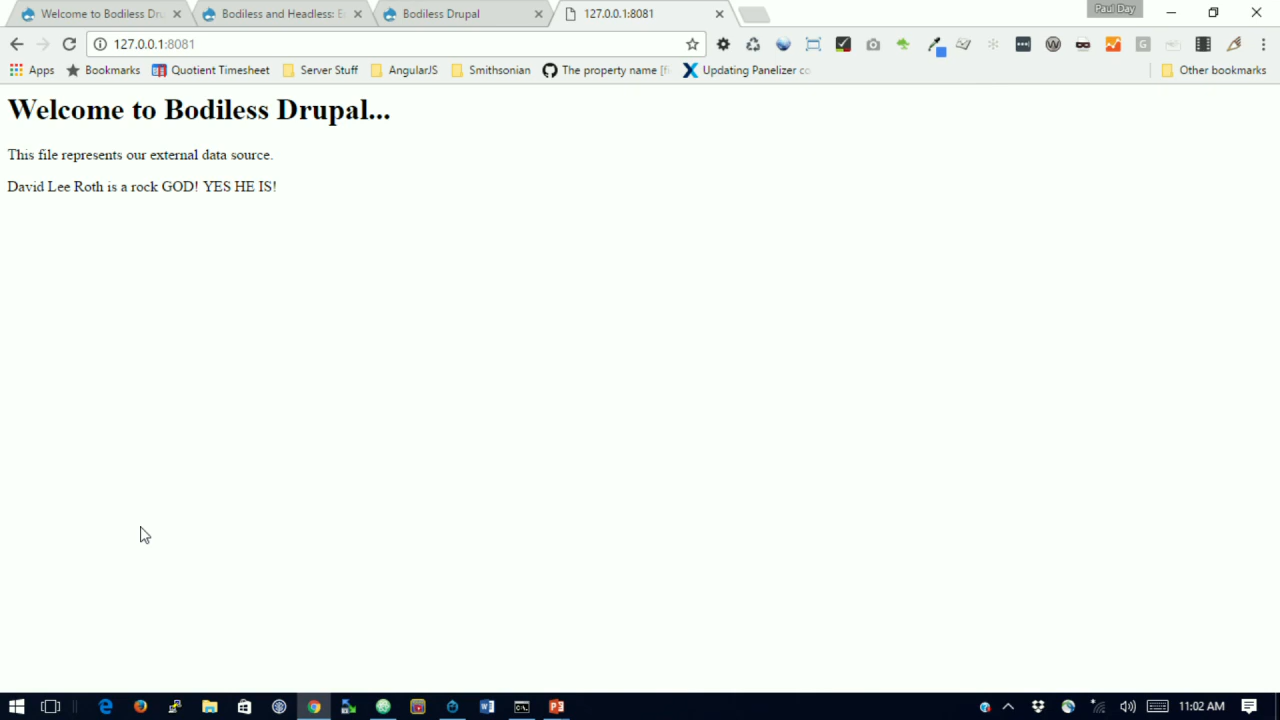 Welcome to Bodiless Dru
Bodiless and Headless: E
Bodiless Drupal
127.0.0.1:8081
Paul Day
127.0.0.1:8081
Apps
Bookmarks
Quotient Timesheet
Server Stuff
AngularJS
Smithsonian
The property name [fi
Updating Panelizer co
Other bookmarks
Welcome to Bodiless Drupal...
This file represents our external data source.
David Lee Roth is a rock GOD! YES HE IS!
11:02 AM